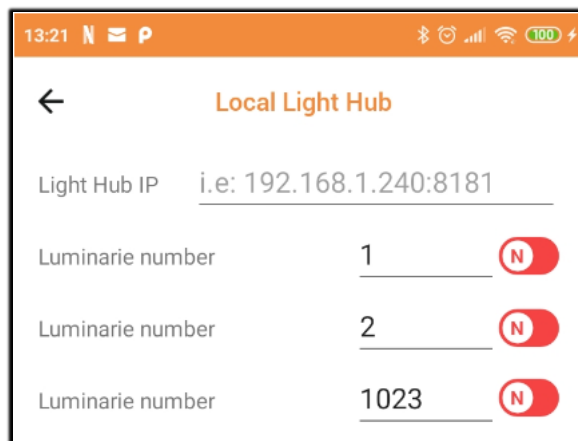 13:21 N P 100
Local Light Hub
Light Hub IP i.e: 192.168.1.240:8181
Luminarie number 1 N
Luminarie number 2 N
Luminarie number 1023 N